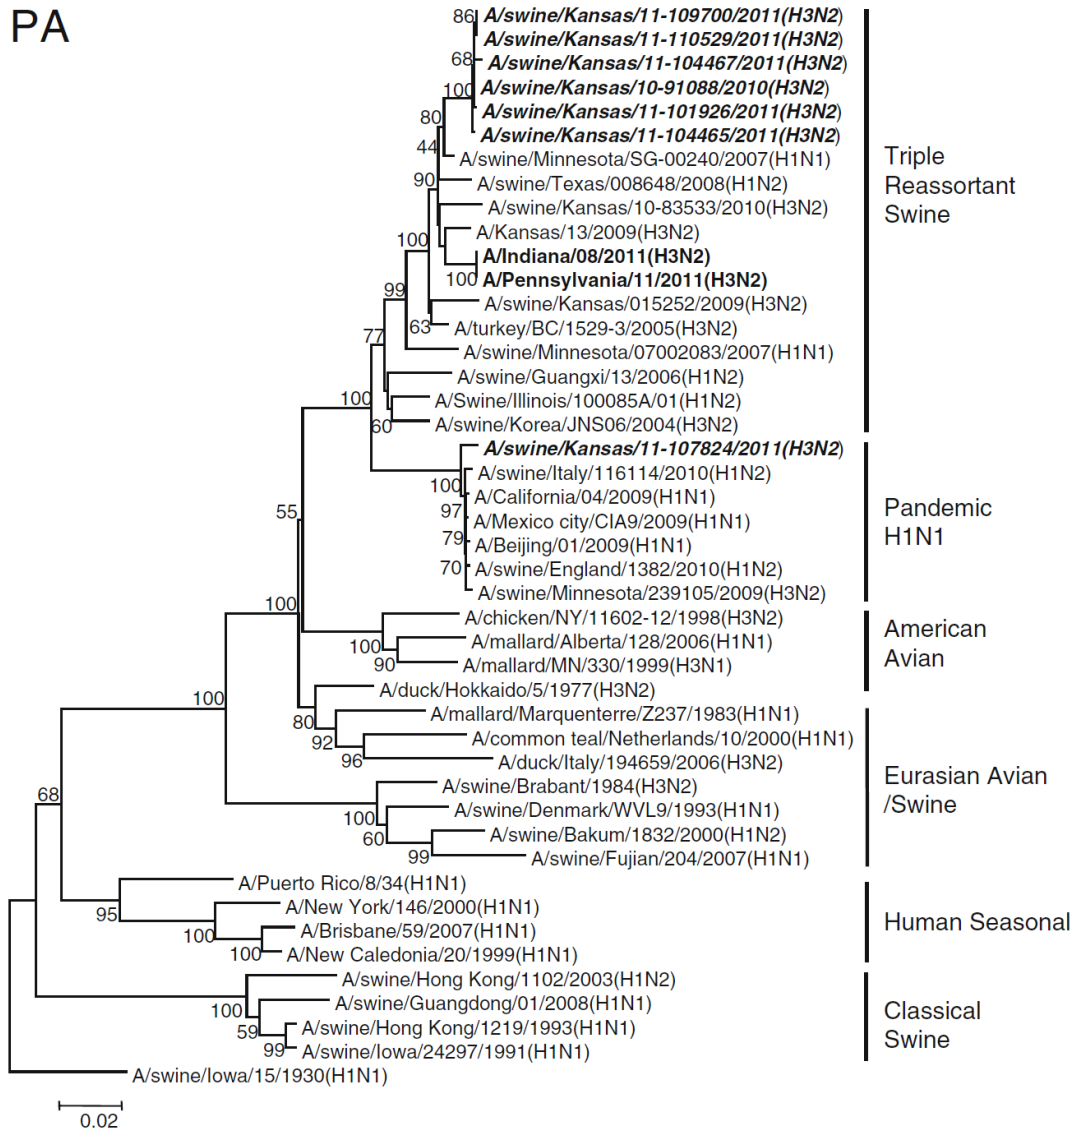 PA
86
A/swine/Kansas/11-109700/2011(H3N2)
A/swine/Kansas/11-110529/2011(H3N2)
68
A/swine/Kansas/11-104467/2011(H3N2)
100
A/swine/Kansas/10-91088/2010(H3N2)
80
A/swine/Kansas/11-101926/2011(H3N2)
A/swine/Kansas/11-104465/2011(H3N2)
44
A/swine/Minnesota/SG-00240/2007(H1N1)
90
A/swine/Texas/008648/2008(H1N2)
A/swine/Kansas/10-83533/2010(H3N2)
100
A/Kansas/13/2009(H3N2)
A/Indiana/08/2011(H3N2)
100
A/Pennsylvania/11/2011(H3N2)
99
A/swine/Kansas/015252/2009(H3N2)
63
A/turkey/BC/1529-3/2005(H3N2)
77
A/swine/Minnesota/07002083/2007(H1N1)
A/swine/Guangxi/13/2006(H1N2)
100
A/Swine/Illinois/100085A/01(H1N2)
60
A/swine/Korea/JNS06/2004(H3N2)
Triple
Reassortant
Swine
A/swine/Kansas/11-107824/2011(H3N2)
A/swine/Italy/116114/2010(H1N2)
100
A/California/04/2009(H1N1)
97
A/Mexico city/CIA9/2009(H1N1)
79
A/Beijing/01/2009(H1N1)
70
A/swine/England/1382/2010(H1N2)
A/swine/Minnesota/239105/2009(H3N2)
Pandemic
H1N1
55
100
A/chicken/NY/11602-12/1998(H3N2)
100
A/mallard/Alberta/128/2006(H1N1)
90
A/mallard/MN/330/1999(H3N1)
American
Avian
A/duck/Hokkaido/5/1977(H3N2)
100
80
A/mallard/Marquenterre/Z237/1983(H1N1)
92
A/common teal/Netherlands/10/2000(H1N1)
96
A/duck/Italy/194659/2006(H3N2)
A/swine/Brabant/1984(H3N2)
100
A/swine/Denmark/WVL9/1993(H1N1)
60
A/swine/Bakum/1832/2000(H1N2)
99
A/swine/Fujian/204/2007(H1N1)
Eurasian Avian
/Swine
68
A/Puerto Rico/8/34(H1N1)
95
A/New York/146/2000(H1N1)
100
A/Brisbane/59/2007(H1N1)
100
A/New Caledonia/20/1999(H1N1)
Human Seasonal
A/swine/Hong Kong/1102/2003(H1N2)
100
A/swine/Guangdong/01/2008(H1N1)
59
A/swine/Hong Kong/1219/1993(H1N1)
99
A/swine/Iowa/24297/1991(H1N1)
Classical
Swine
A/swine/Iowa/15/1930(H1N1)
0.02